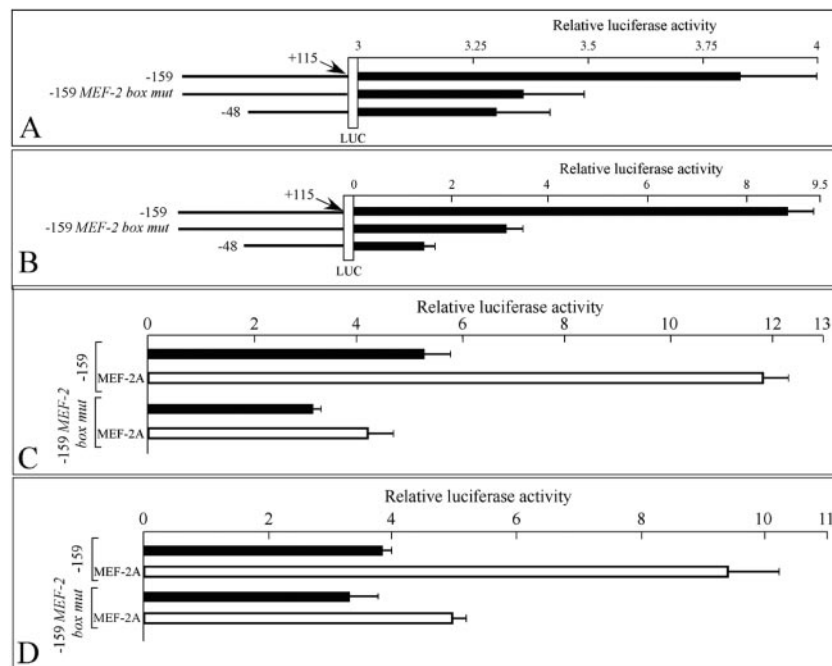 Relative luciferase activity
3 3.25 3.5 3.75 4
+115
-159
-159 MEF-2 box mut
-48
LUC
A
Relative luciferase activity
0 2 4 6 8 9.5
+115
-159
-159 MEF-2 box mut
-48
LUC
B
Relative luciferase activity
0 2 4 6 8 10 12 13
-159
MEF-2A
-159 MEF-2
box mut
MEF-2A
C
Relative luciferase activity
0 2 4 6 8 10 11
-159
MEF-2A
-159 MEF-2
box mut
MEF-2A
D